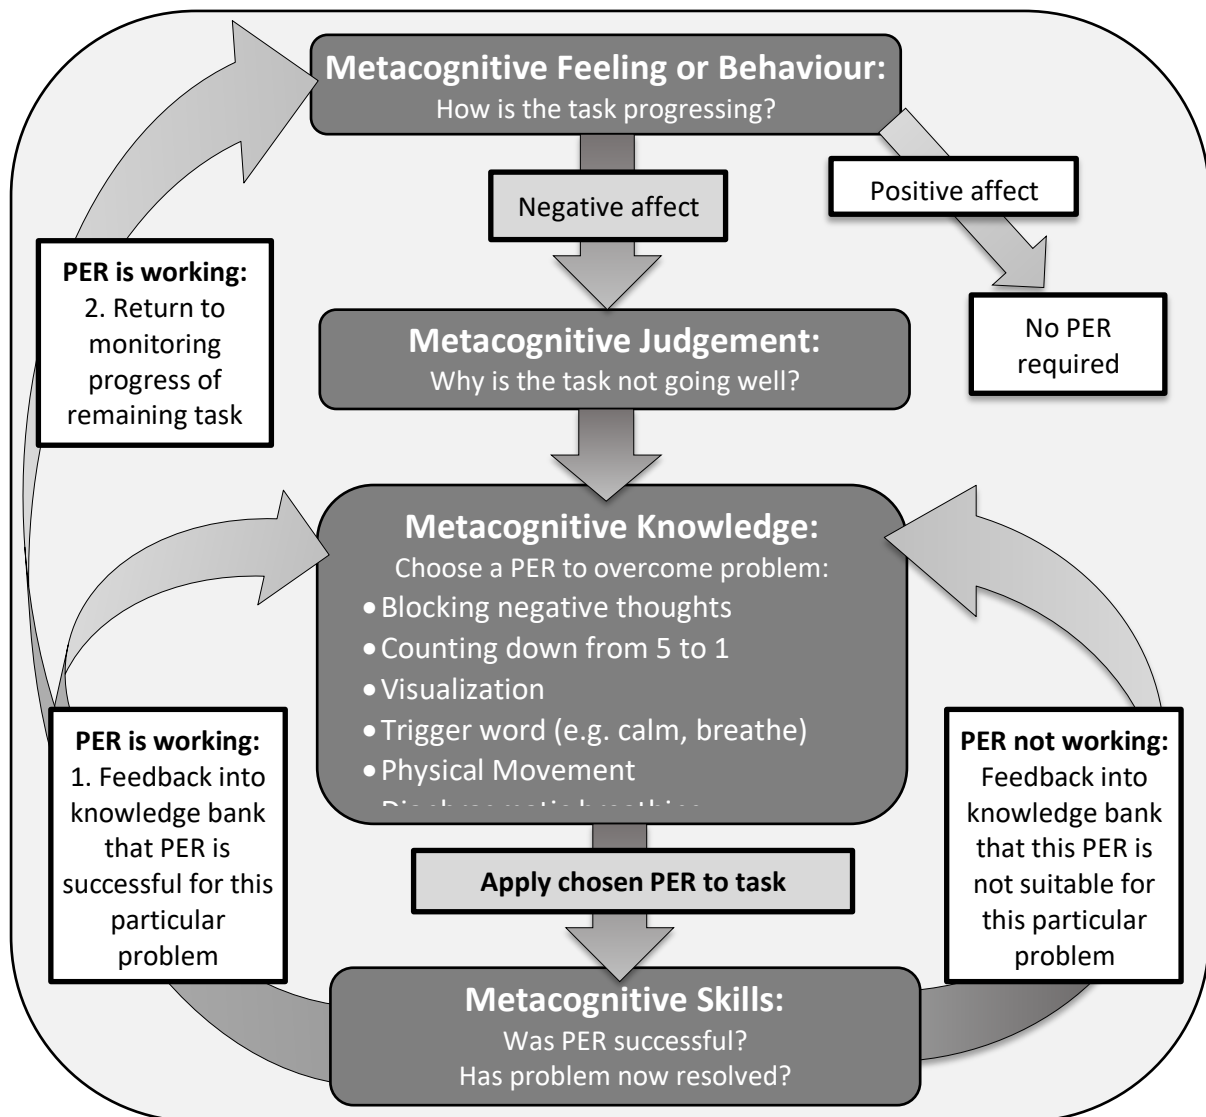 Metacognitive Feeling or Behaviour:
How is the task progressing?
Negative affect
Positive affect
No PER
required
PER is working:
2. Return to
monitoring
progress of
remaining task
Metacognitive Judgement:
Why is the task not going well?
Metacognitive Knowledge:
Choose a PER to overcome problem:
• Blocking negative thoughts
• Counting down from 5 to 1
• Visualization
• Trigger word (e.g. calm, breathe)
• Physical Movement
PER is working:
1. Feedback into
knowledge bank
that PER is
successful for this
particular
problem
PER not working:
Feedback into
knowledge bank
that this PER is
not suitable for
this particular
problem
Apply chosen PER to task
Metacognitive Skills:
Was PER successful?
Has problem now resolved?